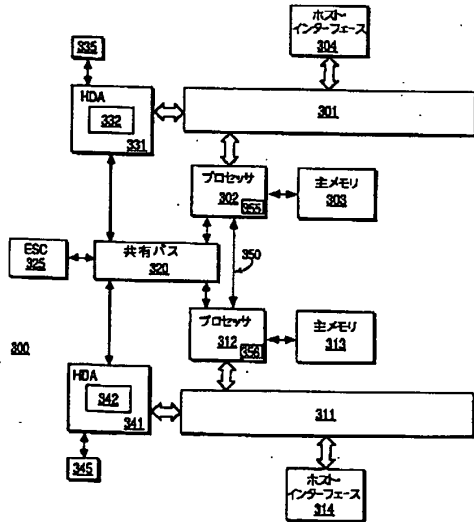 ホスト
インターフェース
304
335
HDA
332
331
301
プロセッサ
302
355
主メモリ
303
ESC
325
共有バス
320
350
300
プロセッサ
312
356
主メモリ
313
HDA
342
341
311
345
ホスト
インターフェース
314